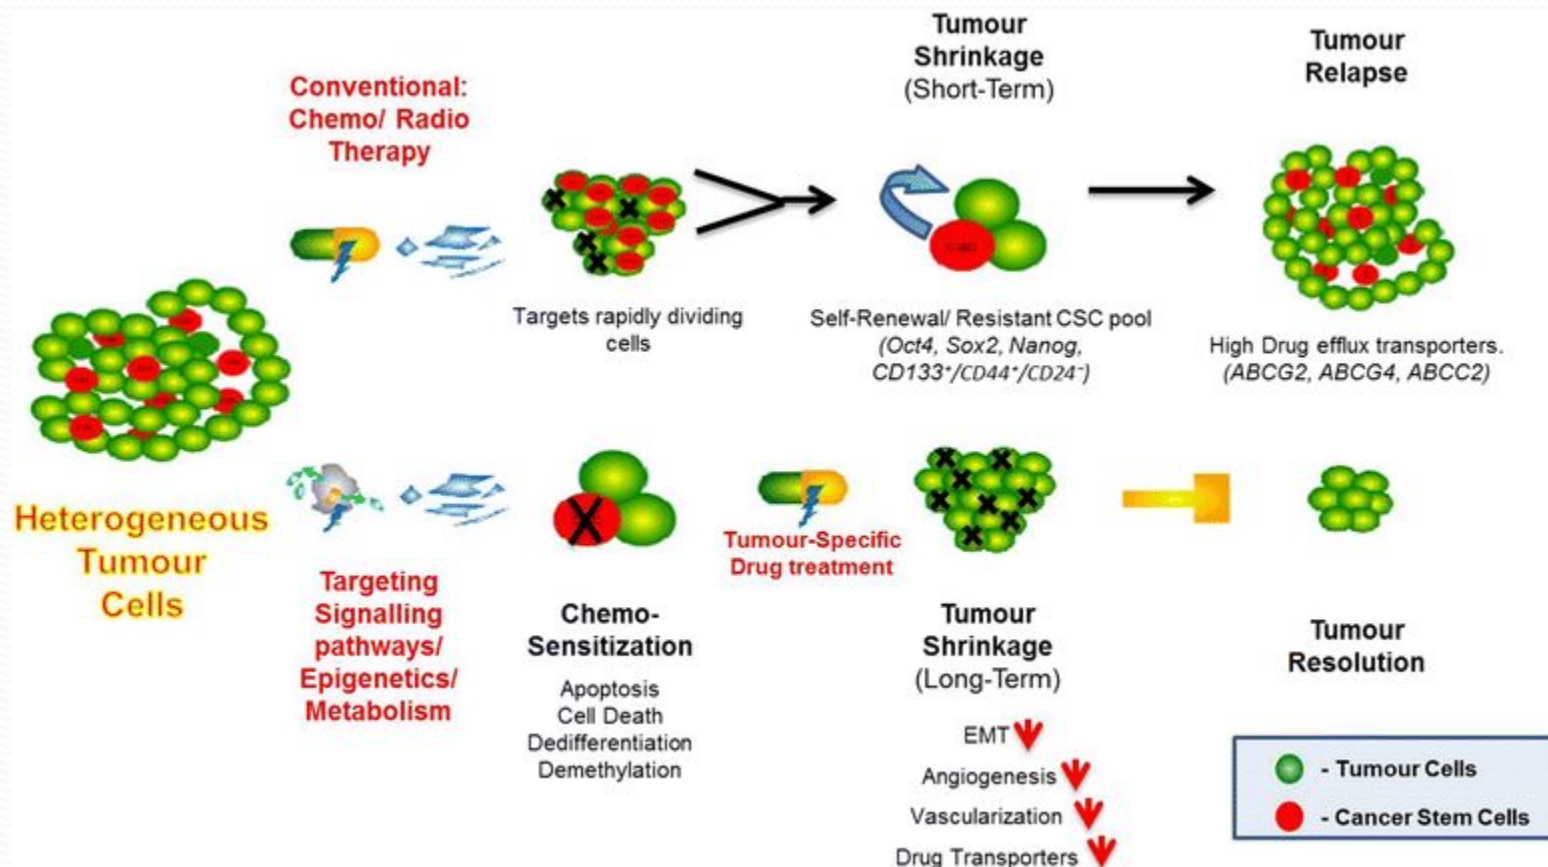 Tumour
Shrinkage
(Short-Term)
Tumour
Relapse
Conventional:
Chemo/ Radio
Therapy
Targets rapidly dividing
cells
Self-Renewal/ Resistant CSC pool
(Oct4, Sox2, Nanog,
CD133⁺/CD44⁺/CD24⁻)
High Drug efflux transporters.
(ABCG2, ABCG4, ABCC2)
Heterogeneous
Tumour
Cells
Targeting
Signalling
pathways/
Epigenetics/
Metabolism
Chemo-
Sensitization
Apoptosis
Cell Death
Dedifferentiation
Demethylation
Tumour-Specific
Drug treatment
Tumour
Shrinkage
(Long-Term)
EMT
Angiogenesis
Vascularization
Drug Transporters
Tumour
Resolution
- Tumour Cells
- Cancer Stem Cells